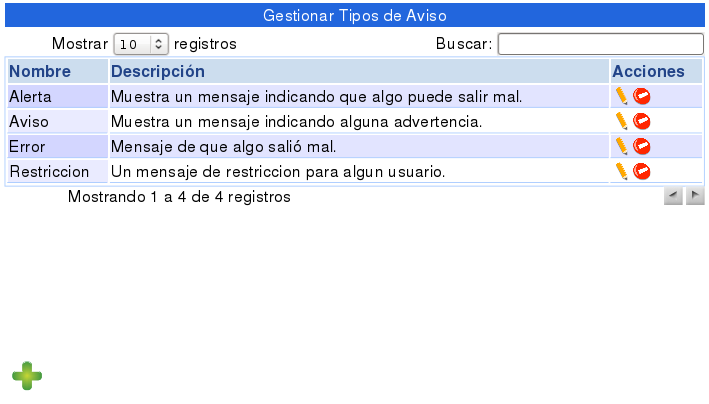 Gestionar Tipos de Aviso
Mostrar 10 registros Buscar:
Nombre Descripción Acciones
Alerta Muestra un mensaje indicando que algo puede salir mal.
Aviso Muestra un mensaje indicando alguna advertencia.
Error Mensaje de que algo salió mal.
Restriccion Un mensaje de restriccion para algun usuario.
Mostrando 1 a 4 de 4 registros